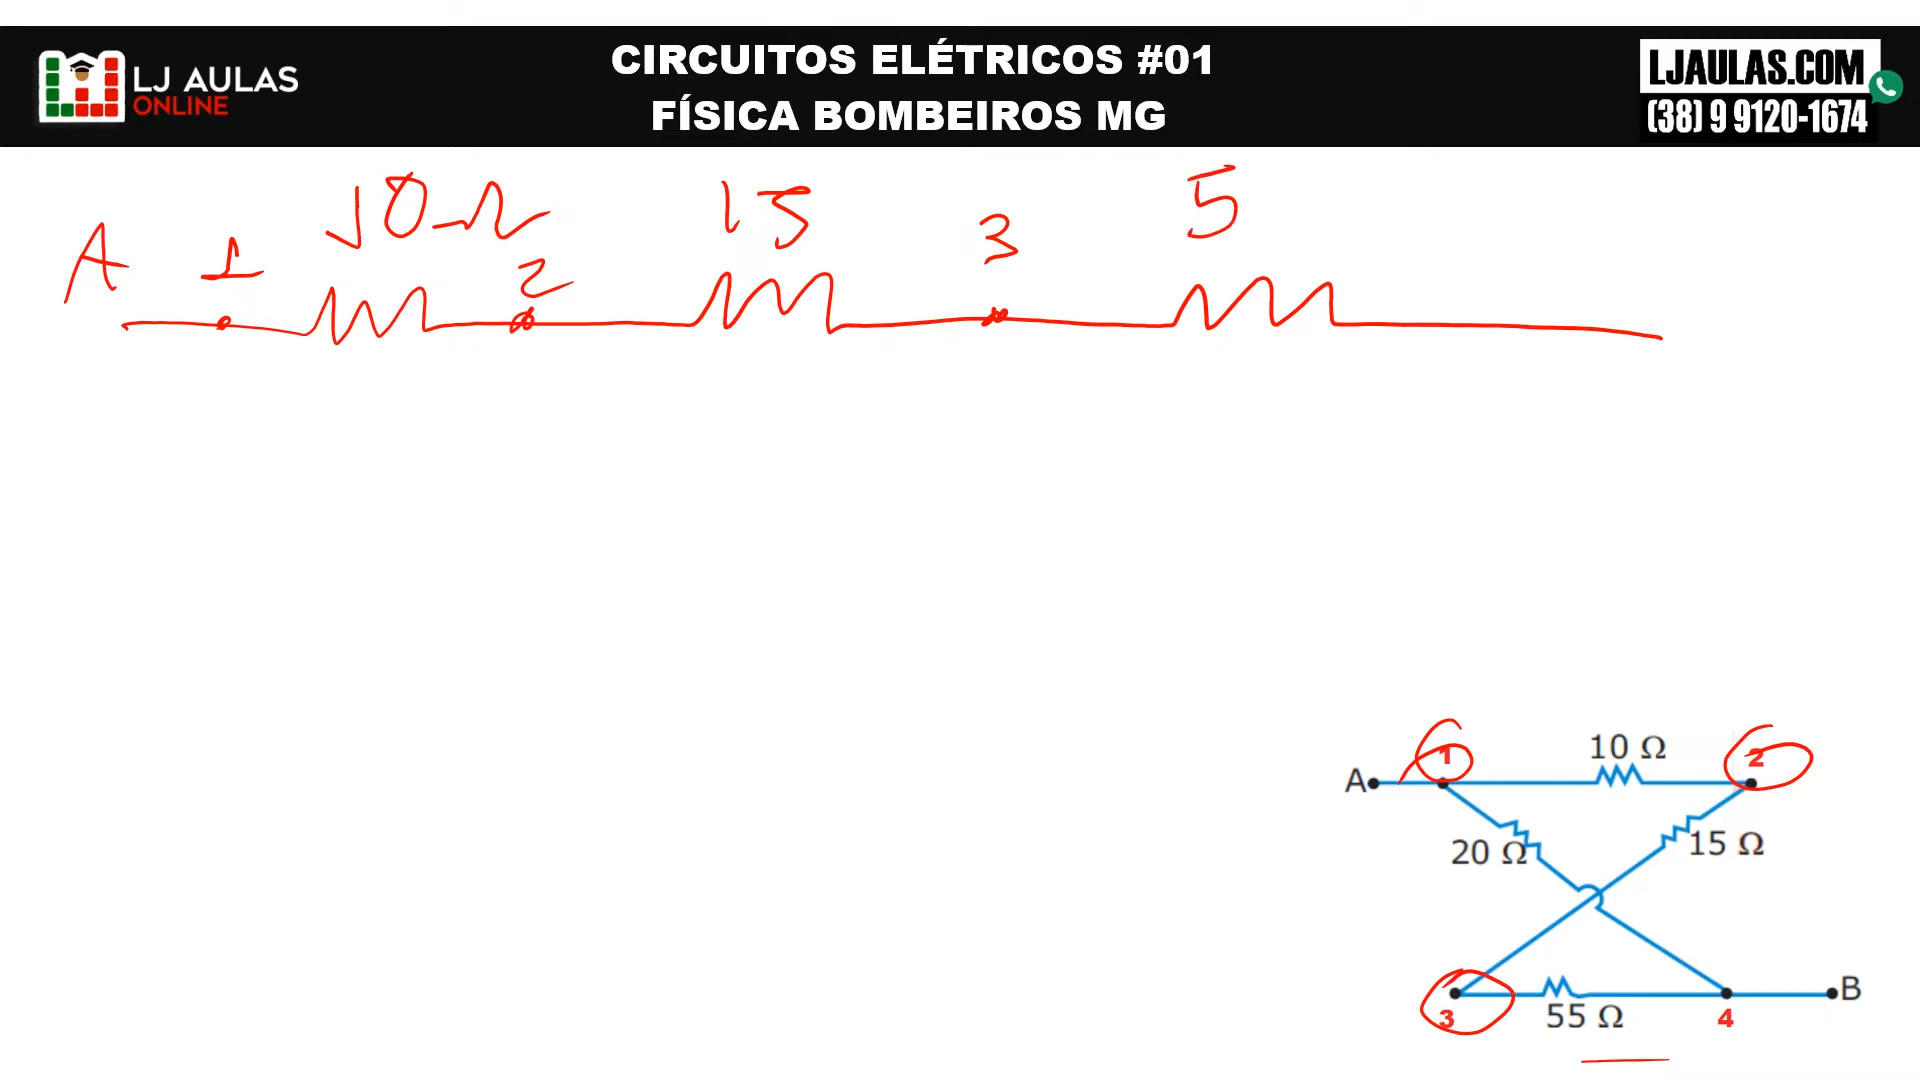 LJ AULAS
ONLINE
CIRCUITOS ELÉTRICOS #01
FÍSICA BOMBEIROS MG
LJAULAS.COM
(38) 9 9120-1674
10Ω 15 5
A 1 2 3
10 Ω
A 1 2
20 Ω 15 Ω
B
3 55 Ω 4